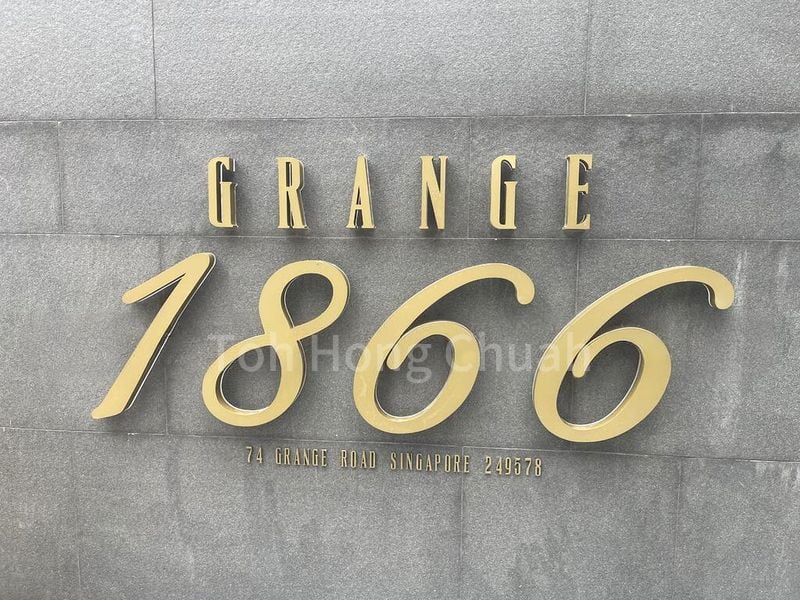 GRANGE
1866
Toh Hong Chuah
74 GRANGE ROAD SINGAPORE 249578